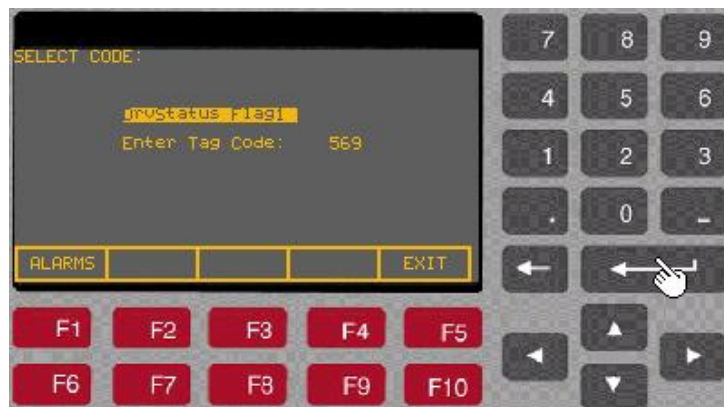 SELECT CODE:
DrvStatus Flag1
Enter Tag Code: 569
ALARMS EXIT
7 8 9
4 5 6
1 2 3
. 0 -
F1 F2 F3 F4 F5
F6 F7 F8 F9 F10